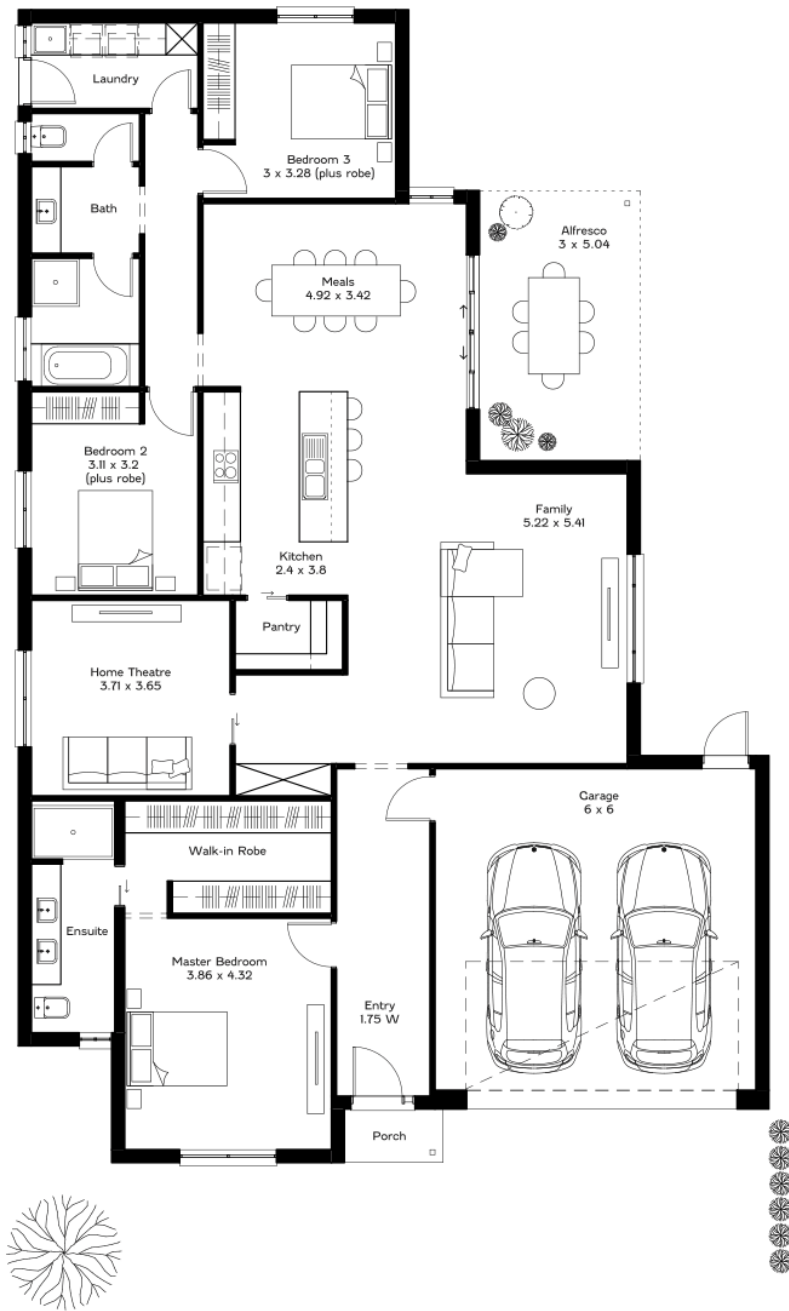 Laundry
Bedroom 3
3 x 3.28 (plus robe)
Bath
Alfresco
3 x 5.04
Meals
4.92 x 3.42
Bedroom 2
3.11 x 3.2
(plus robe)
Family
5.22 x 5.41
Kitchen
2.4 x 3.8
Pantry
Home Theatre
3.71 x 3.65
Garage
6 x 6
Walk-in Robe
Ensuite
Master Bedroom
3.86 x 4.32
Entry
1.75 W
Porch